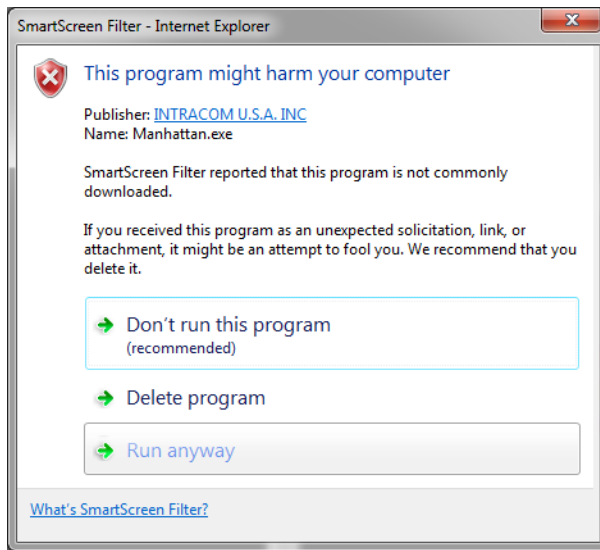 SmartScreen Filter - Internet Explorer
This program might harm your computer
Publisher: INTRACOM U.S.A. INC
Name: Manhattan.exe
SmartScreen Filter reported that this program is not commonly
downloaded.
If you received this program as an unexpected solicitation, link, or
attachment, it might be an attempt to fool you. We recommend that you
delete it.
Don't run this program
(recommended)
Delete program
Run anyway
What's SmartScreen Filter?